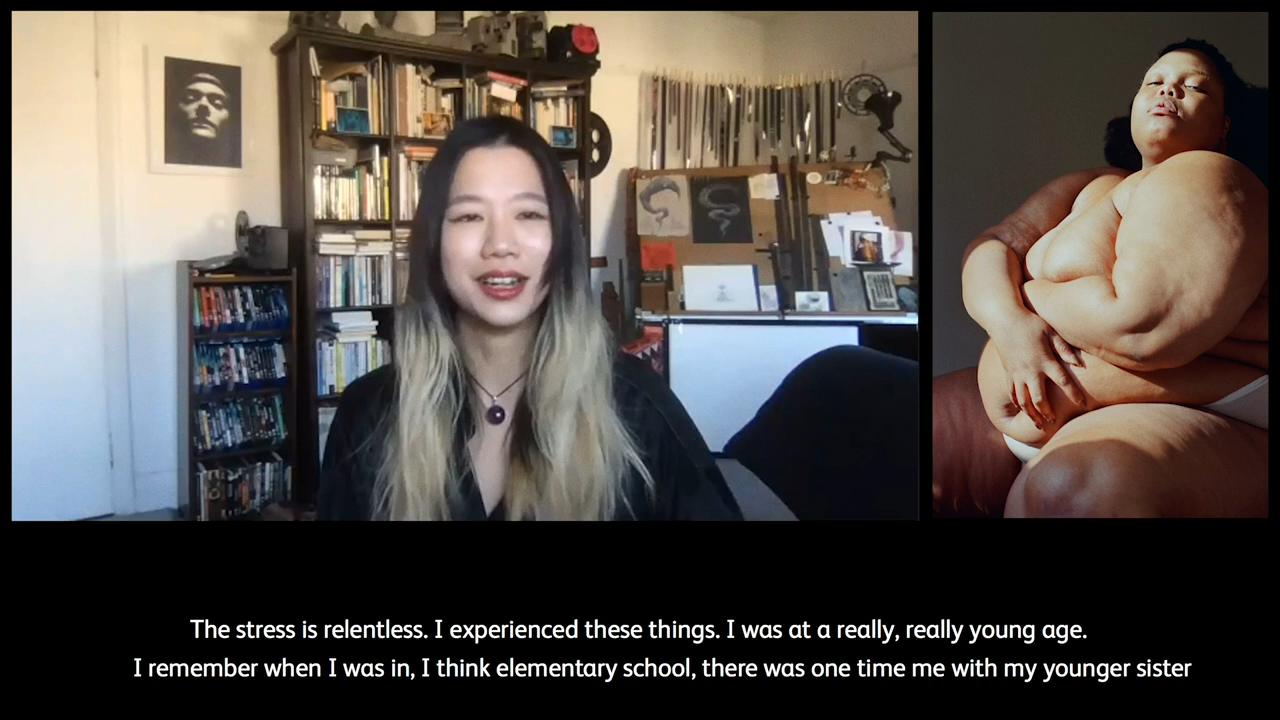 The stress is relentless. I experienced these things. I was at a really, really young age.
I remember when I was in, I think elementary school, there was one time me with my younger sister